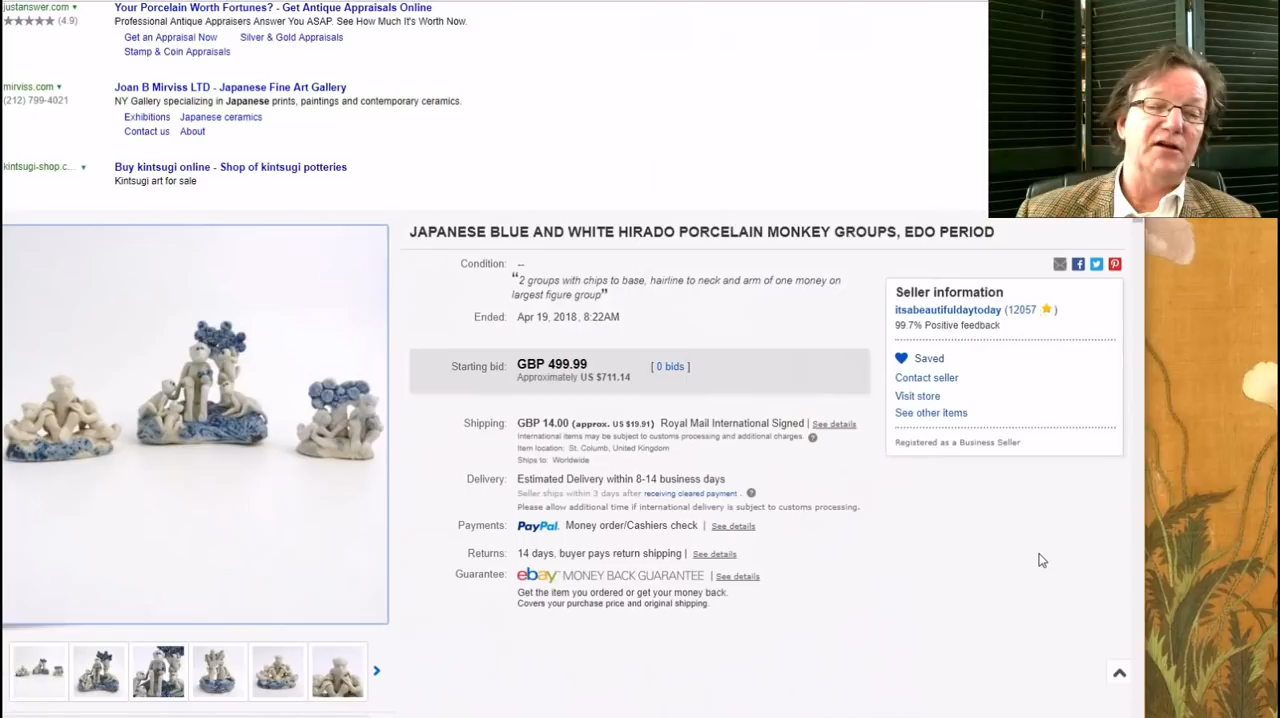 justanswer.com
Your Porcelain Worth Fortunes? - Get Antique Appraisals Online
(4.9)
Professional Antique Appraisers Answer You ASAP. See How Much It's Worth Now.
Get an Appraisal Now
Silver & Gold Appraisals
Stamp & Coin Appraisals
mirviss.com
Joan B Mirviss LTD - Japanese Fine Art Gallery
(212) 799-4021
NY Gallery specializing in Japanese prints, paintings and contemporary ceramics.
Exhibitions
Japanese ceramics
Contact us
About
kintsugi-shop.c...
Buy kintsugi online - Shop of kintsugi potteries
Kintsugi art for sale
JAPANESE BLUE AND WHITE HIRADO PORCELAIN MONKEY GROUPS, EDO PERIOD
Condition: --
"2 groups with chips to base, hairline to neck and arm of one money on
largest figure group"
Ended: Apr 19, 2018, 8:22AM
Starting bid: GBP 499.99 [ 0 bids ]
Approximately US $711.14
Shipping: GBP 14.00 (approx. US $19.91) Royal Mail International Signed | See details
International items may be subject to customs processing and additional charges.
Item location: St. Columb, United Kingdom
Ships to: Worldwide
Delivery: Estimated Delivery within 8-14 business days
Seller ships within 3 days after receiving cleared payment.
Please allow additional time if international delivery is subject to customs processing.
Payments: PayPal Money order/Cashiers check | See details
Returns: 14 days, buyer pays return shipping | See details
Guarantee: ebay MONEY BACK GUARANTEE | See details
Get the item you ordered or get your money back.
Covers your purchase price and original shipping.
Seller information
itsabeautifuldaytoday (12057 )
99.7% Positive feedback
Saved
Contact seller
Visit store
See other items
Registered as a Business Seller